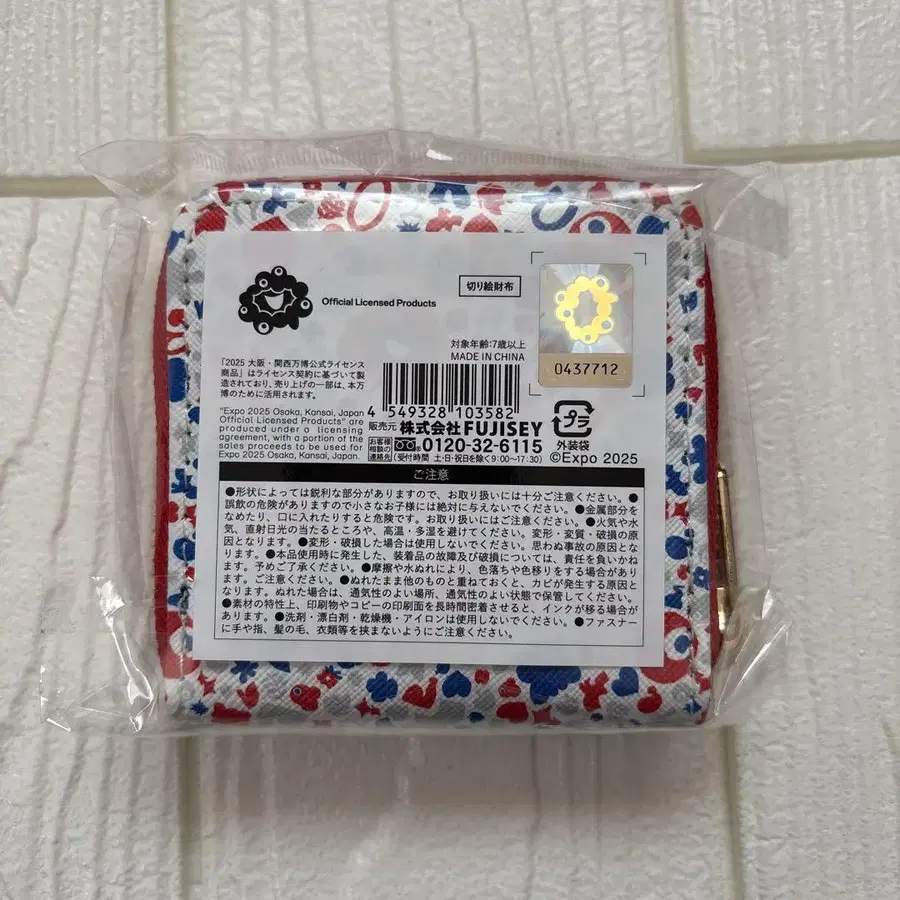 Official Licensed Products
切り絵財布
0437712
対象年齢:7歳以上
MADE IN CHINA
「2025 大阪・関西万博公式ライセンス
商品」はライセンス契約に基づいて製
造されており、売り上げの一部は、本万
博のために活用されます。
"Expo 2025 Osaka, Kansai, Japan
Official Licensed Products" are
produced under a licensing
agreement, with a portion of the
sales proceeds to be used for
Expo 2025 Osaka, Kansai, Japan.
4 549328 103582
販売元 株式会社FUJISEY
お客様相談の連絡先 0120-32-6115
(受付時間 土・日・祝日を除く9:00〜17:30)
プラ
外装袋
©Expo 2025
ご注意
●形状によっては鋭利な部分がありますので、お取り扱いには十分ご注意ください。●
誤飲の危険がありますので小さなお子様には絶対に与えないでください。●金属部分を
なめたり、口に入れたりすると危険です。お取り扱いにはご注意ください。●火気や水
気、直射日光の当たるところや、高温・多湿を避けてください。変形・変質・破損の原
因となります。●変形・破損した場合は使用しないでください。思わぬ事故の原因とな
ります。●本品使用時に発生した、装着品の故障及び破損については、責任を負いかね
ます。予めご了承ください。●摩擦や水ぬれにより、色落ちや色移りをする場合があり
ます。ご注意ください。●ぬれたまま他のものと重ねておくと、カビが発生する原因と
なります。ぬれた場合は、通気性のよい場所、通気性のよい状態で保管してください。
●素材の特性上、印刷物やコピーの印刷面を長時間密着させると、インクが移る場合が
あります。●洗剤・漂白剤・乾燥機・アイロンは使用しないでください。●ファスナー
に手や指、髪の毛、衣類等を挟まないようにご注意ください。